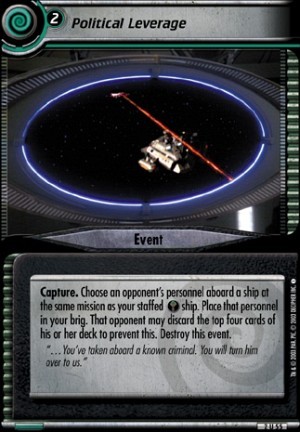 2 Political Leverage
Event
Capture. Choose an opponent's personnel aboard a ship at
the same mission as your staffed ship. Place that personnel
in your brig. That opponent may discard the top four cards of
his or her deck to prevent this. Destroy this event.
"… You've taken aboard a known criminal. You will turn him
over to us."
2 U 55